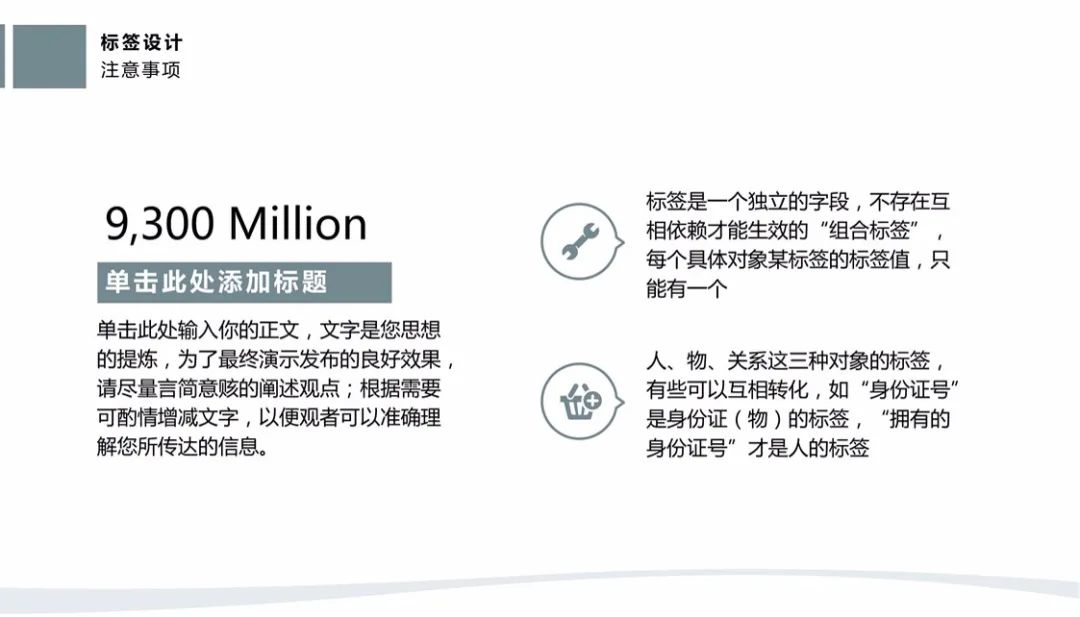 标签设计
注意事项
9,300 Million
单击此处添加标题
单击此处输入你的正文，文字是您思想
的提炼，为了最终演示发布的良好效果，
请尽量言简意赅的阐述观点；根据需要
可酌情增减文字，以便观者可以准确理
解您所传达的信息。
标签是一个独立的字段，不存在互
相依赖才能生效的“组合标签”，
每个具体对象某标签的标签值，只
能有一个
人、物、关系这三种对象的标签，
有些可以互相转化，如“身份证号”
是身份证（物）的标签，“拥有的
身份证号”才是人的标签